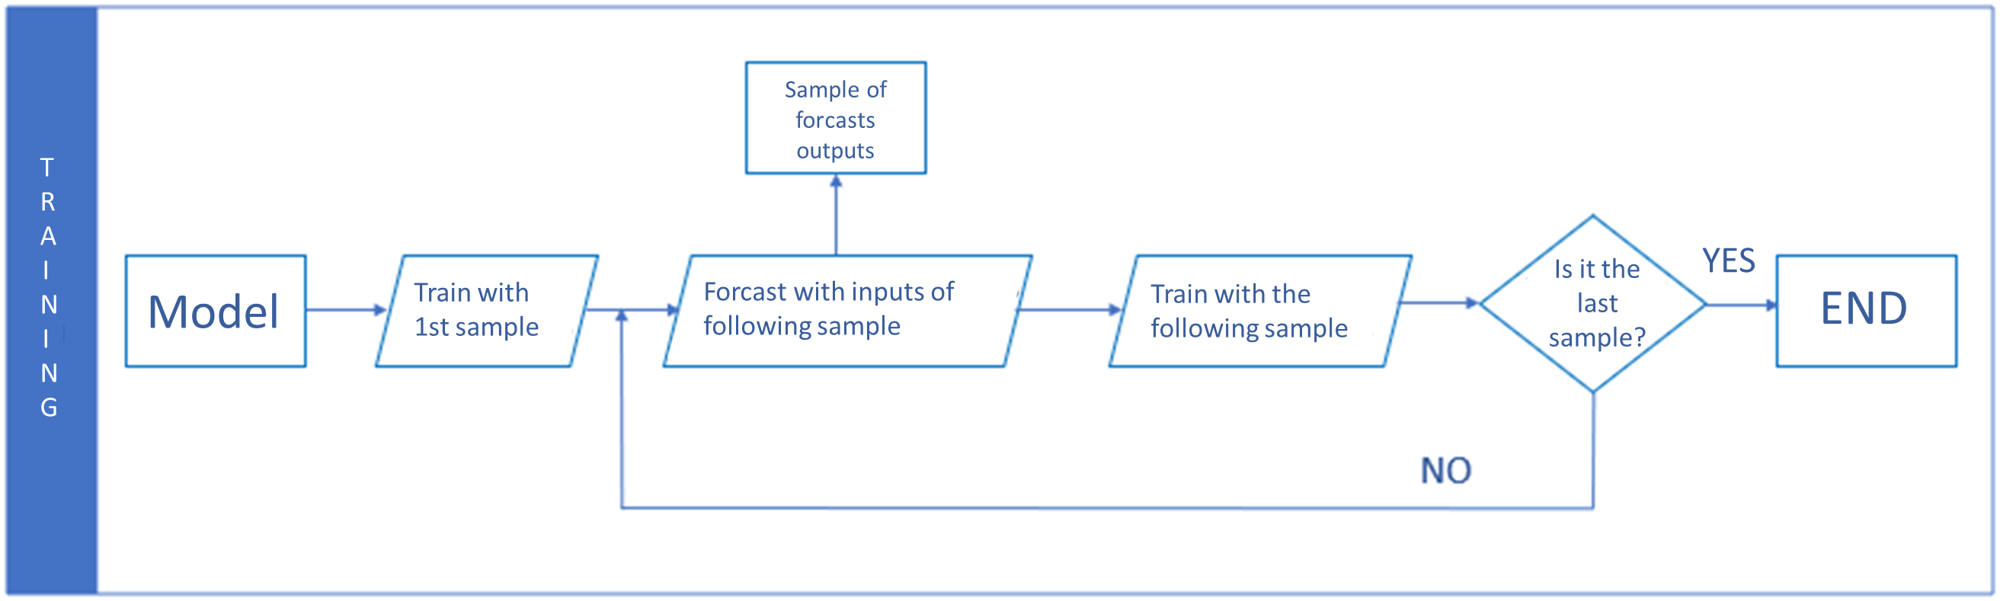 TRAINING
Sample of
forcasts
outputs
Model
Train with
1st sample
Forcast with inputs of
following sample
Train with the
following sample
Is it the
last
sample?
YES
END
NO